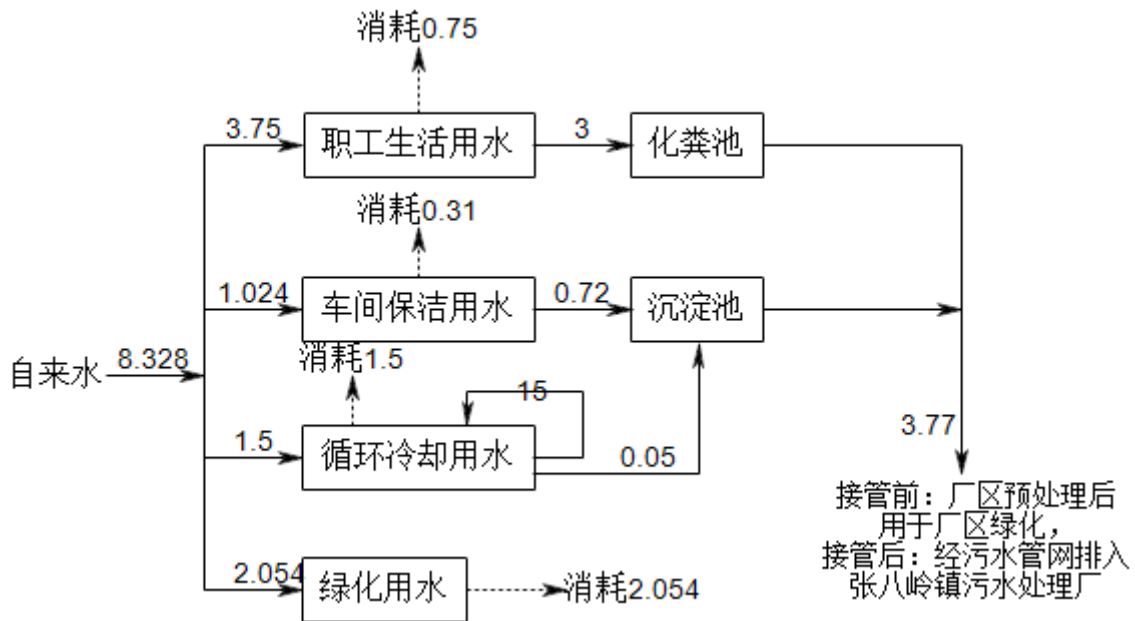 消耗0.75
3.75
职工生活用水
3
化粪池
消耗0.31
1.024
车间保洁用水
0.72
沉淀池
自来水
8.328
消耗1.5
15
1.5
循环冷却用水
0.05
3.77
接管前：厂区预处理后
用于厂区绿化，
接管后：经污水管网排入
张八岭镇污水处理厂
2.054
绿化用水
消耗2.054